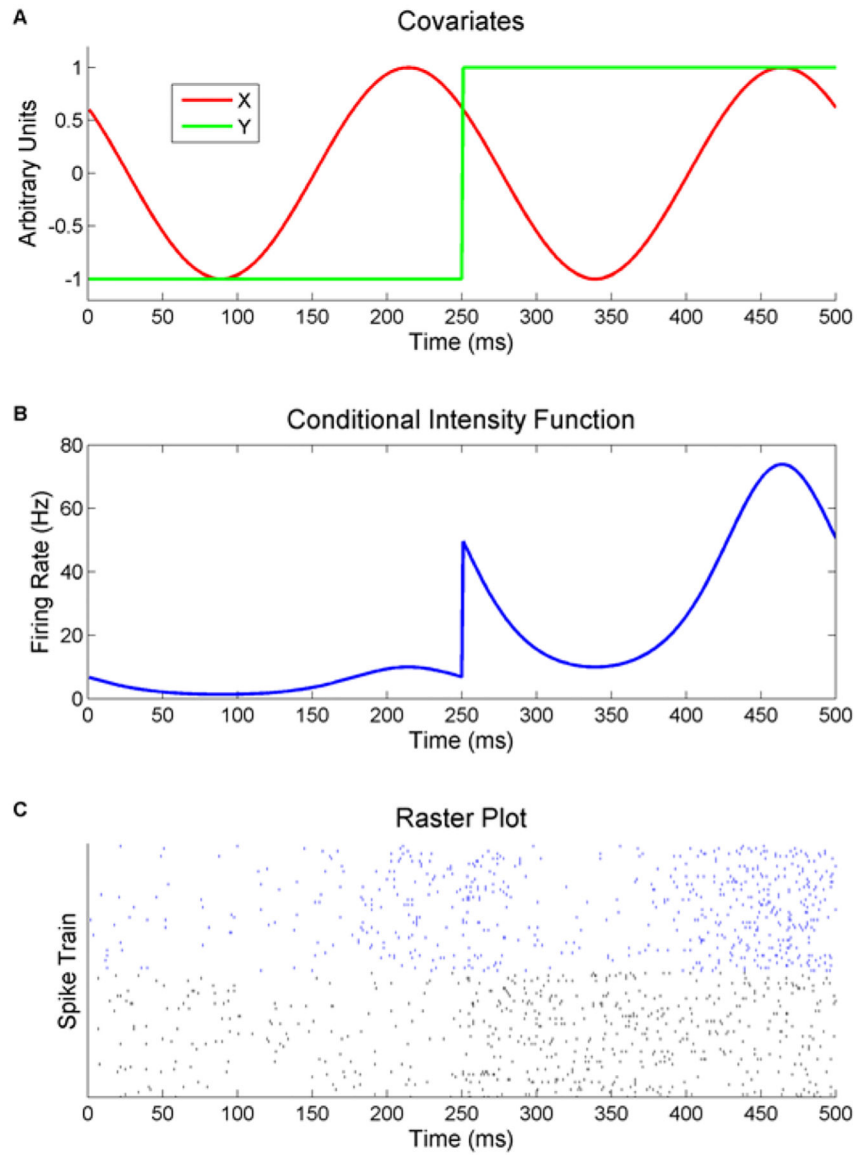 A
Covariates
Arbitrary Units
1
0.5
0
-0.5
-1
X
Y
0 50 100 150 200 250 300 350 400 450 500
Time (ms)
B
Conditional Intensity Function
Firing Rate (Hz)
80
60
40
20
0
0 50 100 150 200 250 300 350 400 450 500
Time (ms)
C
Raster Plot
Spike Train
0 50 100 150 200 250 300 350 400 450 500
Time (ms)